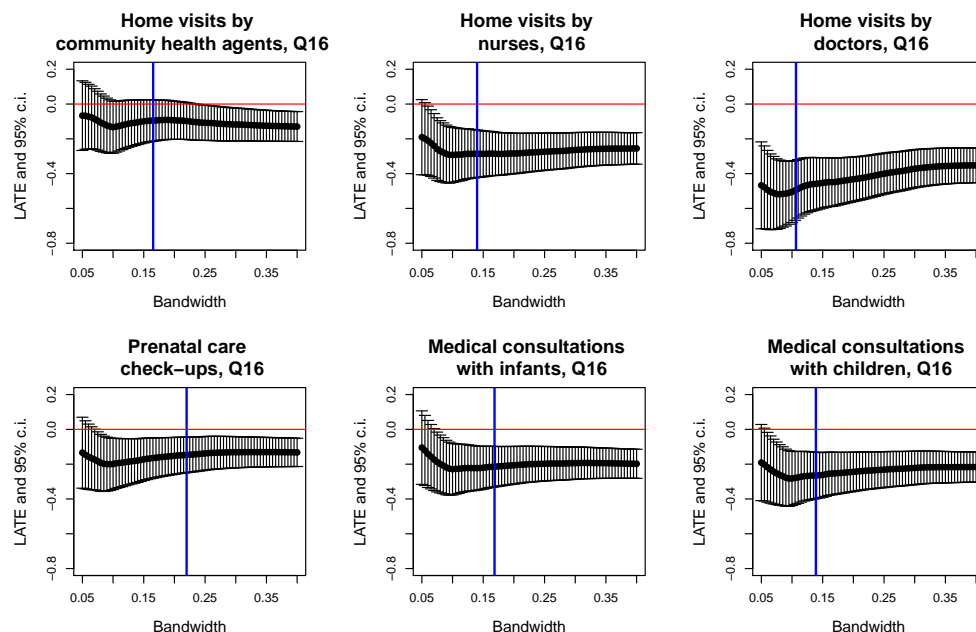 Home visits by
community health agents, Q16
LATE and 95% c.i.
0.2
0.0
−0.4
−0.8
0.05
0.15
0.25
0.35
Bandwidth
Home visits by
nurses, Q16
LATE and 95% c.i.
0.2
0.0
−0.4
−0.8
0.05
0.15
0.25
0.35
Bandwidth
Home visits by
doctors, Q16
LATE and 95% c.i.
0.2
0.0
−0.4
−0.8
0.05
0.15
0.25
0.35
Bandwidth
Prenatal care
check−ups, Q16
LATE and 95% c.i.
0.2
0.0
−0.4
−0.8
0.05
0.15
0.25
0.35
Bandwidth
Medical consultations
with infants, Q16
LATE and 95% c.i.
0.2
0.0
−0.4
−0.8
0.05
0.15
0.25
0.35
Bandwidth
Medical consultations
with children, Q16
LATE and 95% c.i.
0.2
0.0
−0.4
−0.8
0.05
0.15
0.25
0.35
Bandwidth